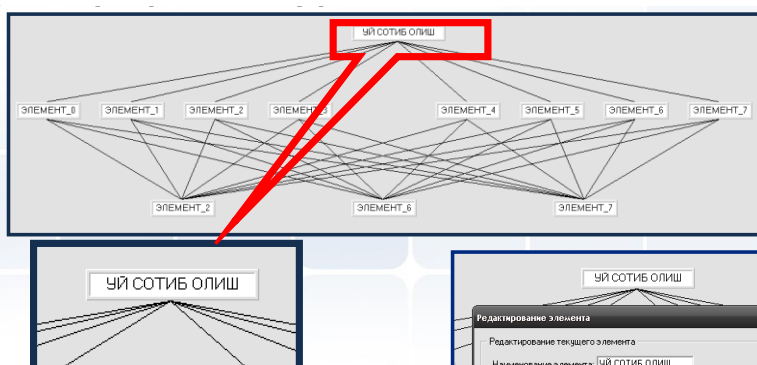 УЙ СОТИБ ОЛИШ
ЭЛЕМЕНТ_0 ЭЛЕМЕНТ_1 ЭЛЕМЕНТ_2 ЭЛЕМЕНТ_3 ЭЛЕМЕНТ_4 ЭЛЕМЕНТ_5 ЭЛЕМЕНТ_6 ЭЛЕМЕНТ_7
ЭЛЕМЕНТ_2 ЭЛЕМЕНТ_6 ЭЛЕМЕНТ_7
УЙ СОТИБ ОЛИШ
УЙ СОТИБ ОЛИШ
Редактирование элемента
Редактирование текущего элемента
Наименование элемента: УЙ СОТИБ ОЛИШ